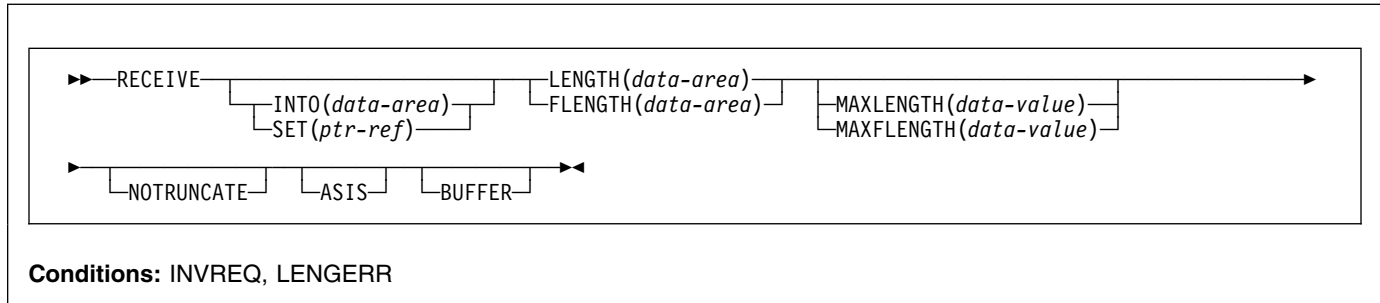 RECEIVE LENGTH(data-area)
INTO(data-area) FLENGTH(data-area) MAXLENGTH(data-value)
SET(ptr-ref) MAXFLENGTH(data-value)
NOTRUNCATE ASIS BUFFER
Conditions: INVREQ, LENGERR